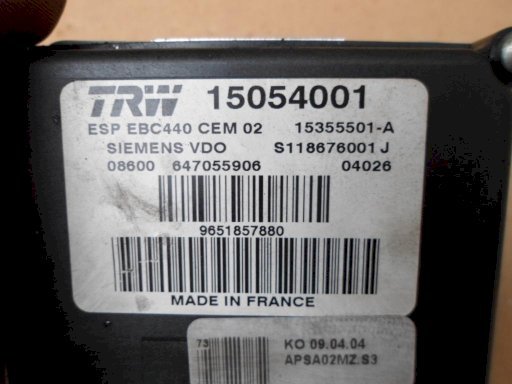 TRW 15054001
ESP EBC440 CEM 02 15355501-A
SIEMENS VDO S118676001 J
08600 647055906 04026
9651857880
MADE IN FRANCE
73 KO 09.04.04
APSA02MZ.S3